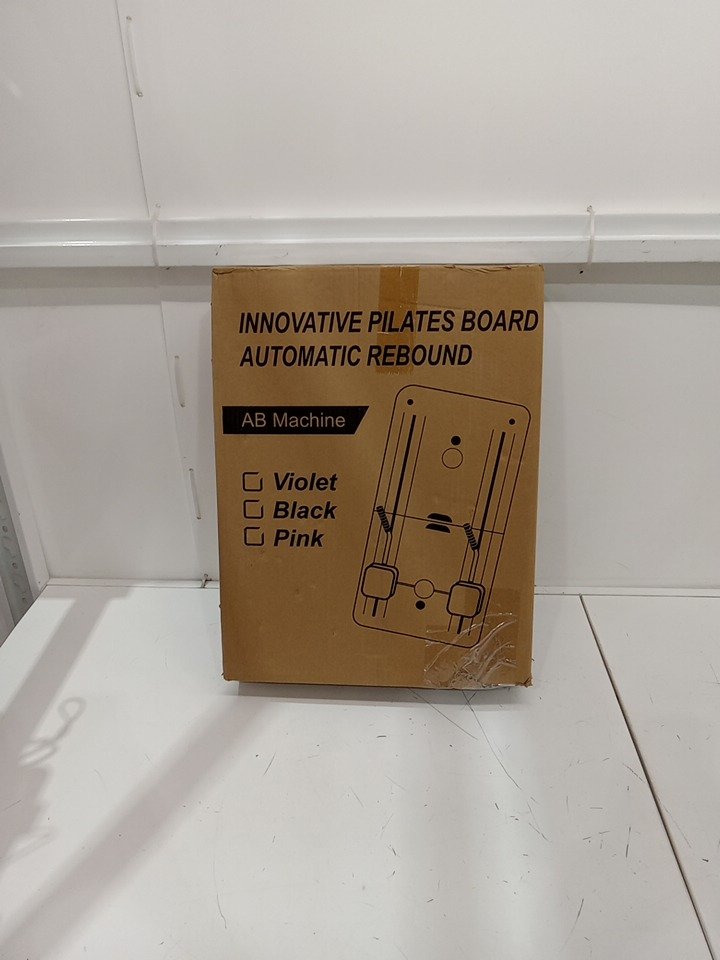 INNOVATIVE PILATES BOARD
AUTOMATIC REBOUND
AB Machine
Violet
Black
Pink